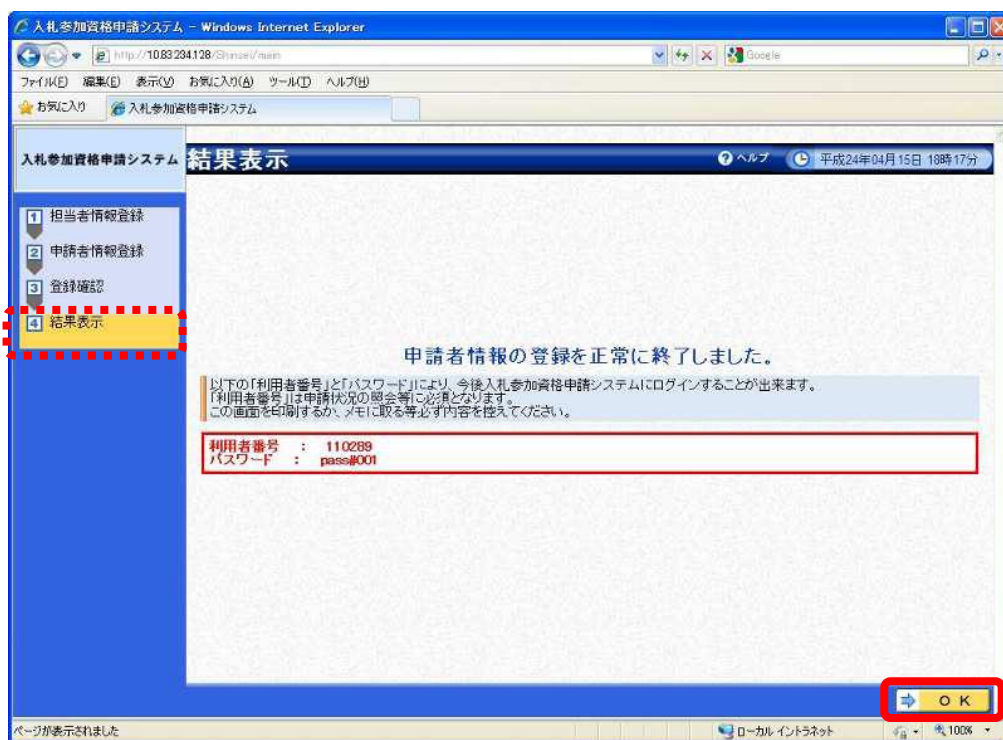 入札参加資格申請システム - Windows Internet Explorer
http://10.83.234.128/Shinsei/main
Google
ファイル(F) 編集(E) 表示(V) お気に入り(A) ツール(T) ヘルプ(H)
お気に入り 入札参加資格申請システム
入札参加資格申請システム
結果表示
ヘルプ 平成24年04月15日 18時17分
1 担当者情報登録
2 申請者情報登録
3 登録確認
4 結果表示
申請者情報の登録を正常に終了しました。
以下の「利用者番号」と「パスワード」により、今後入札参加資格申請システムにログインすることが出来ます。
「利用者番号」は申請状況の照会等に必須となります。
この画面を印刷するか、メモに取る等必ず内容を控えてください。
利用者番号 : 110289
パスワード : pass#001
OK
ページが表示されました ローカル イントラネット 100%